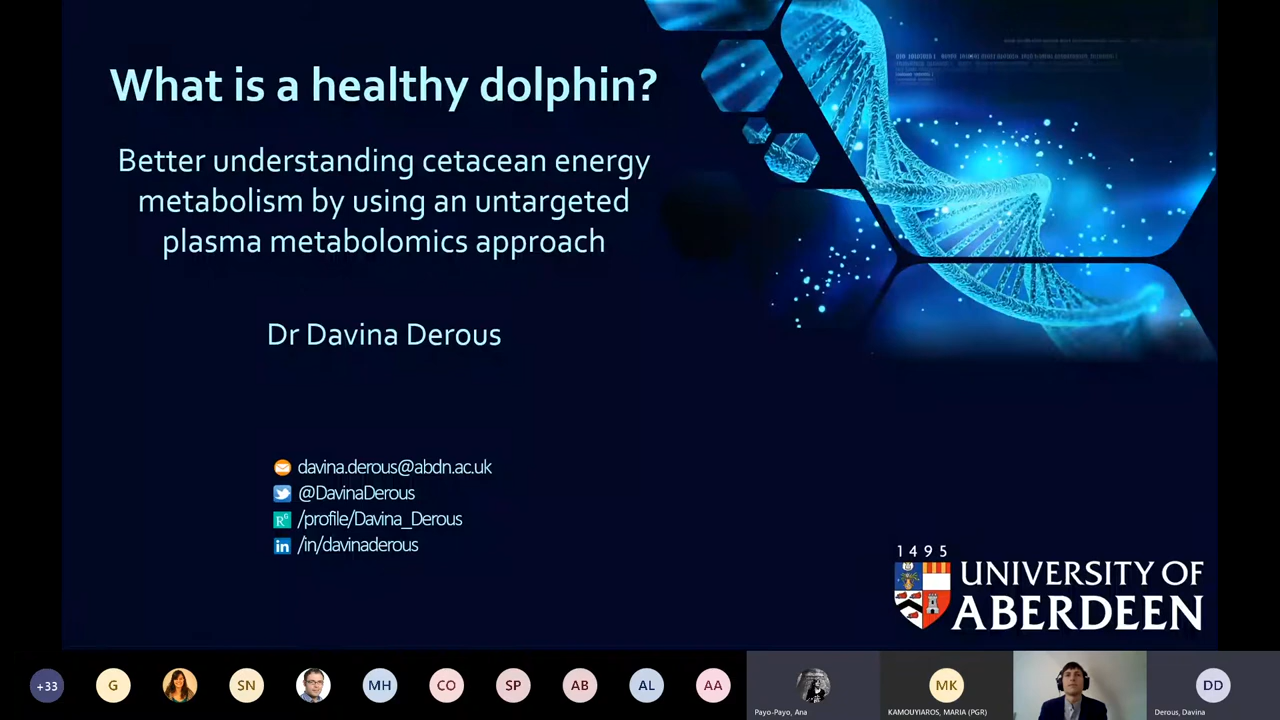 What is a healthy dolphin?
Better understanding cetacean energy
metabolism by using an untargeted
plasma metabolomics approach
Dr Davina Derous
davina.derous@abdn.ac.uk
@DavinaDerous
R^G /profile/Davina_Derous
in /in/davinaderous
1495
UNIVERSITY OF
ABERDEEN
+33 G SN MH CO SP AB AL AA MK DD
Payo-Payo, Ana KAMOUYIAROS, MARIA (PGR) Derous, Davina